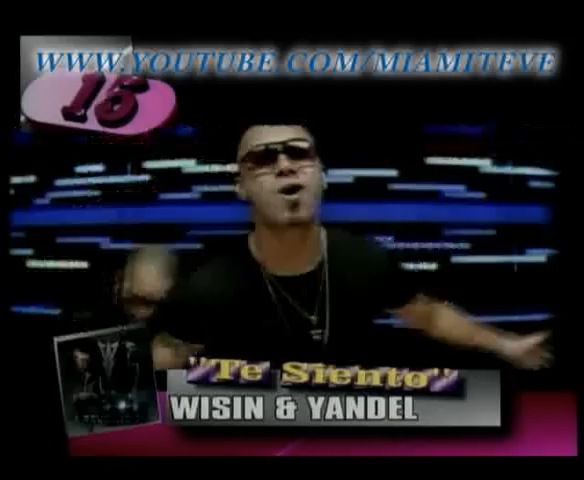 WWW.YOUTUBE.COM/MIAMITEVE
15
"Te Siento"
WISIN & YANDEL